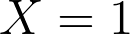 X = 1